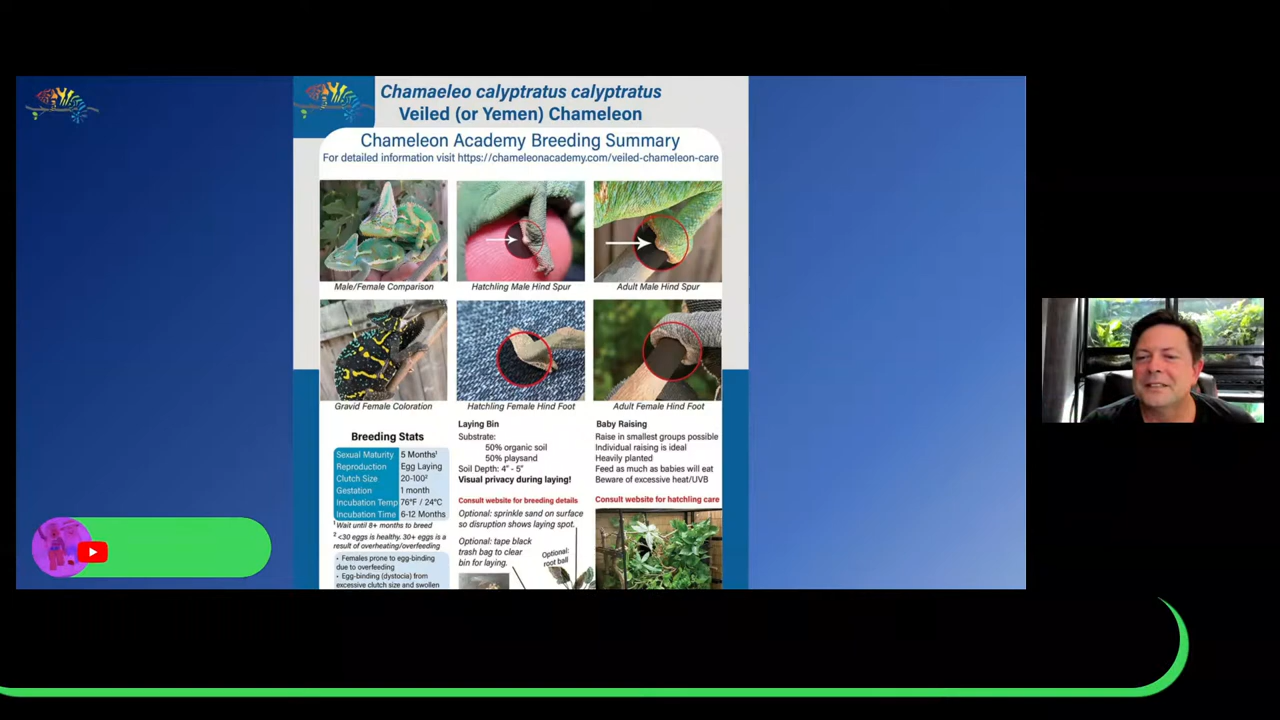 Chamaeleo calyptratus calyptratus
Veiled (or Yemen) Chameleon
Chameleon Academy Breeding Summary
For detailed information visit https://chameleonacademy.com/veiled-chameleon-care
Male/Female Comparison
Hatchling Male Hind Spur
Adult Male Hind Spur
Gravid Female Coloration
Hatchling Female Hind Foot
Adult Female Hind Foot
Breeding Stats
Sexual Maturity 5 Months¹
Reproduction Egg Laying
Clutch Size 20-100²
Gestation 1 month
Incubation Temp 76°F / 24°C
Incubation Time 6-12 Months
¹ Wait until 8+ months to breed
² <30 eggs is healthy. 30+ eggs is a
result of overheating/overfeeding
• Females prone to egg-binding
due to overfeeding
• Egg-binding (dystocia) from
excessive clutch size and swollen
Laying Bin
Substrate:
50% organic soil
50% playsand
Soil Depth: 4" - 5"
Visual privacy during laying!
Consult website for breeding details
Optional: sprinkle sand on surface
so disruption shows laying spot.
Optional: tape black
trash bag to clear
bin for laying.
Optional:
root ball
Baby Raising
Raise in smallest groups possible
Individual raising is ideal
Heavily planted
Feed as much as babies will eat
Beware of excessive heat/UVB
Consult website for hatchling care